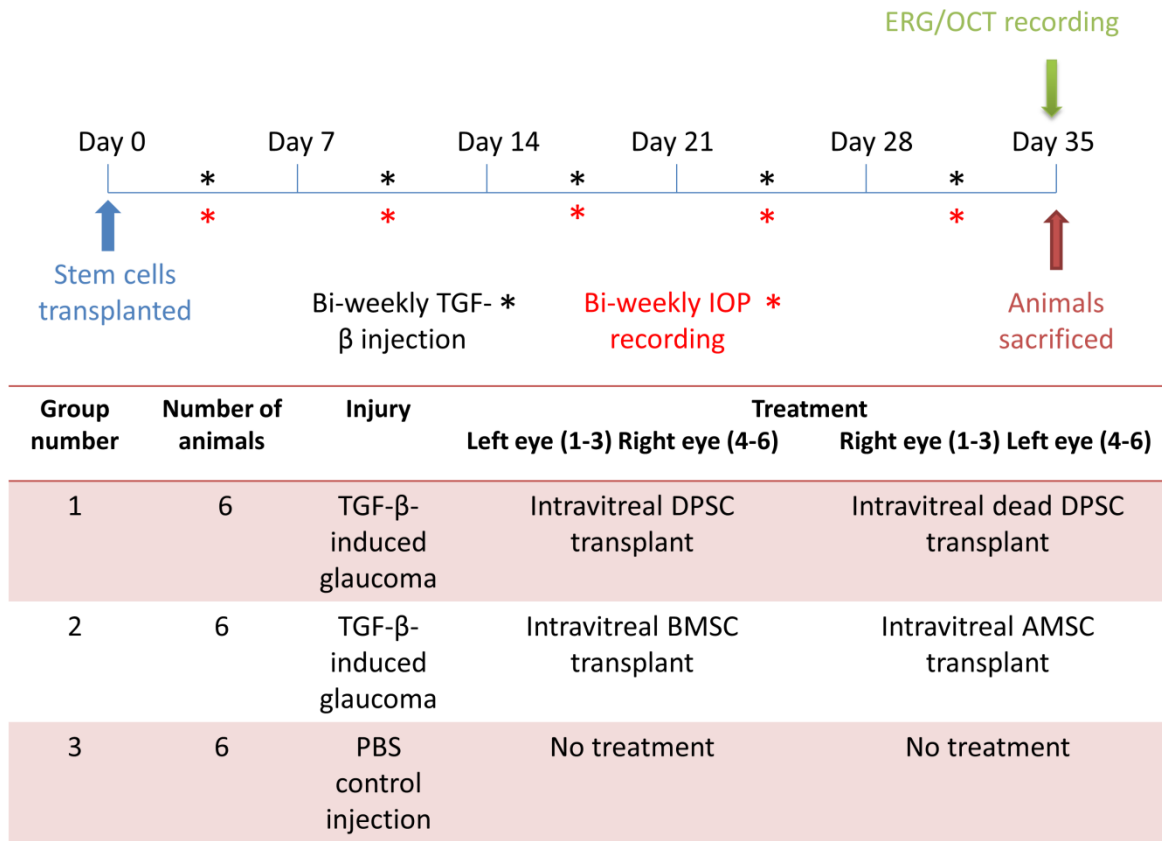 ERG/OCT recording
Day 0 Day 7 Day 14 Day 21 Day 28 Day 35
* * * * *
* * * * *
Stem cells
transplanted
Bi-weekly TGF- *
β injection
Bi-weekly IOP *
recording
Animals
sacrificed
Group number Number of animals Injury Treatment
Left eye (1-3) Right eye (4-6) Right eye (1-3) Left eye (4-6)
1 6 TGF-β- Intravitreal DPSC Intravitreal dead DPSC
induced transplant transplant
glaucoma
2 6 TGF-β- Intravitreal BMSC Intravitreal AMSC
induced transplant transplant
glaucoma
3 6 PBS No treatment No treatment
control
injection